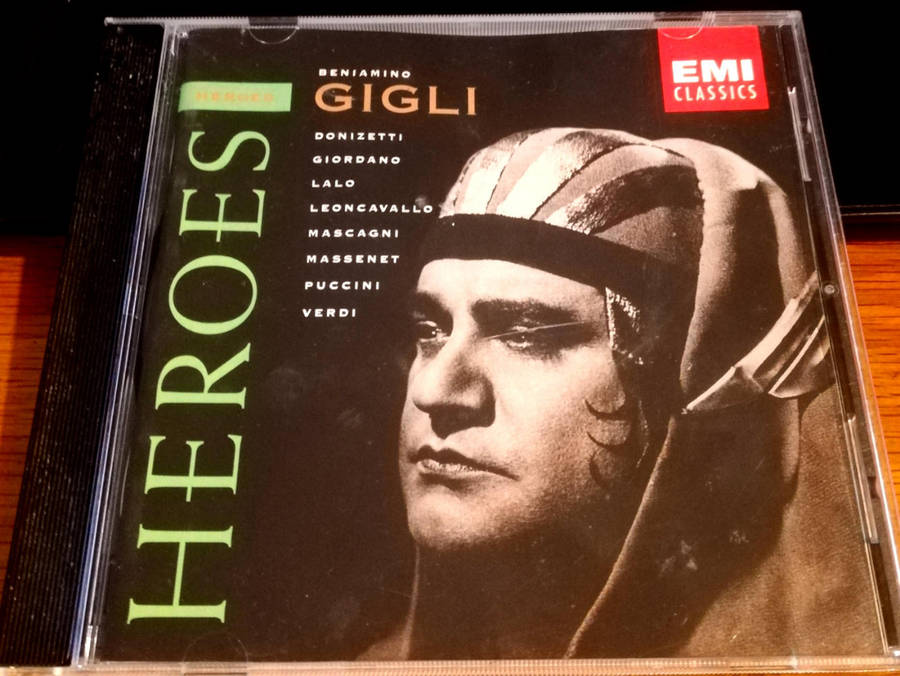 BENIAMINO
GIGLI
EMI
CLASSICS
HEROES
DONIZETTI
GIORDANO
LALO
LEONCAVALLO
MASCAGNI
MASSENET
PUCCINI
VERDI
HEROES